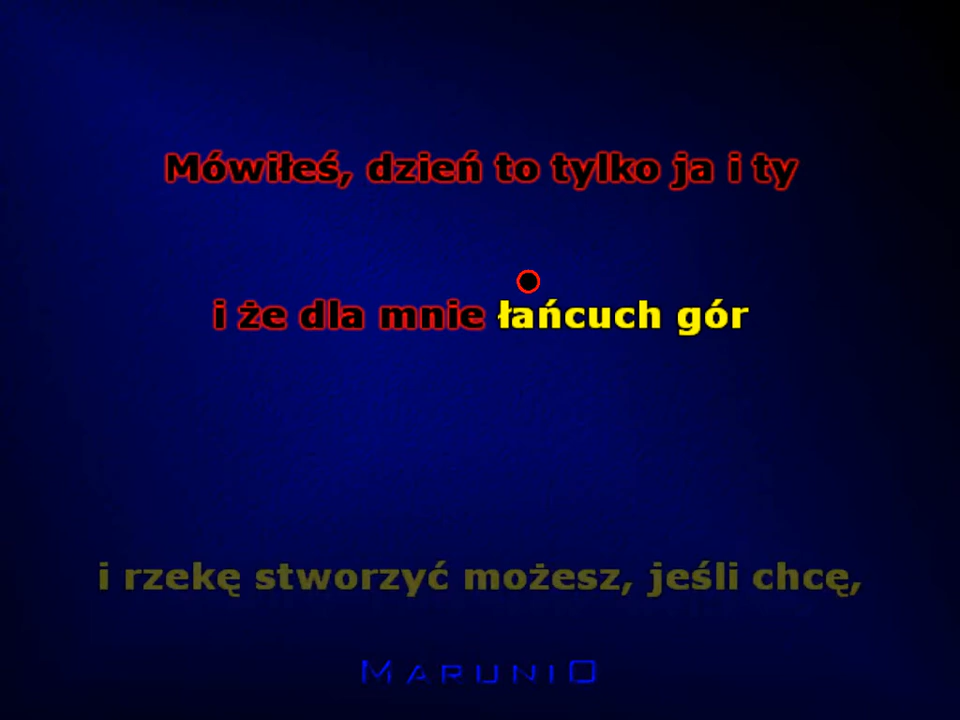 Mówiłeś, dzień to tylko ja i ty
i że dla mnie łańcuch gór
i rzekę stworzyć możesz, jeśli chcę,
MARUNIO